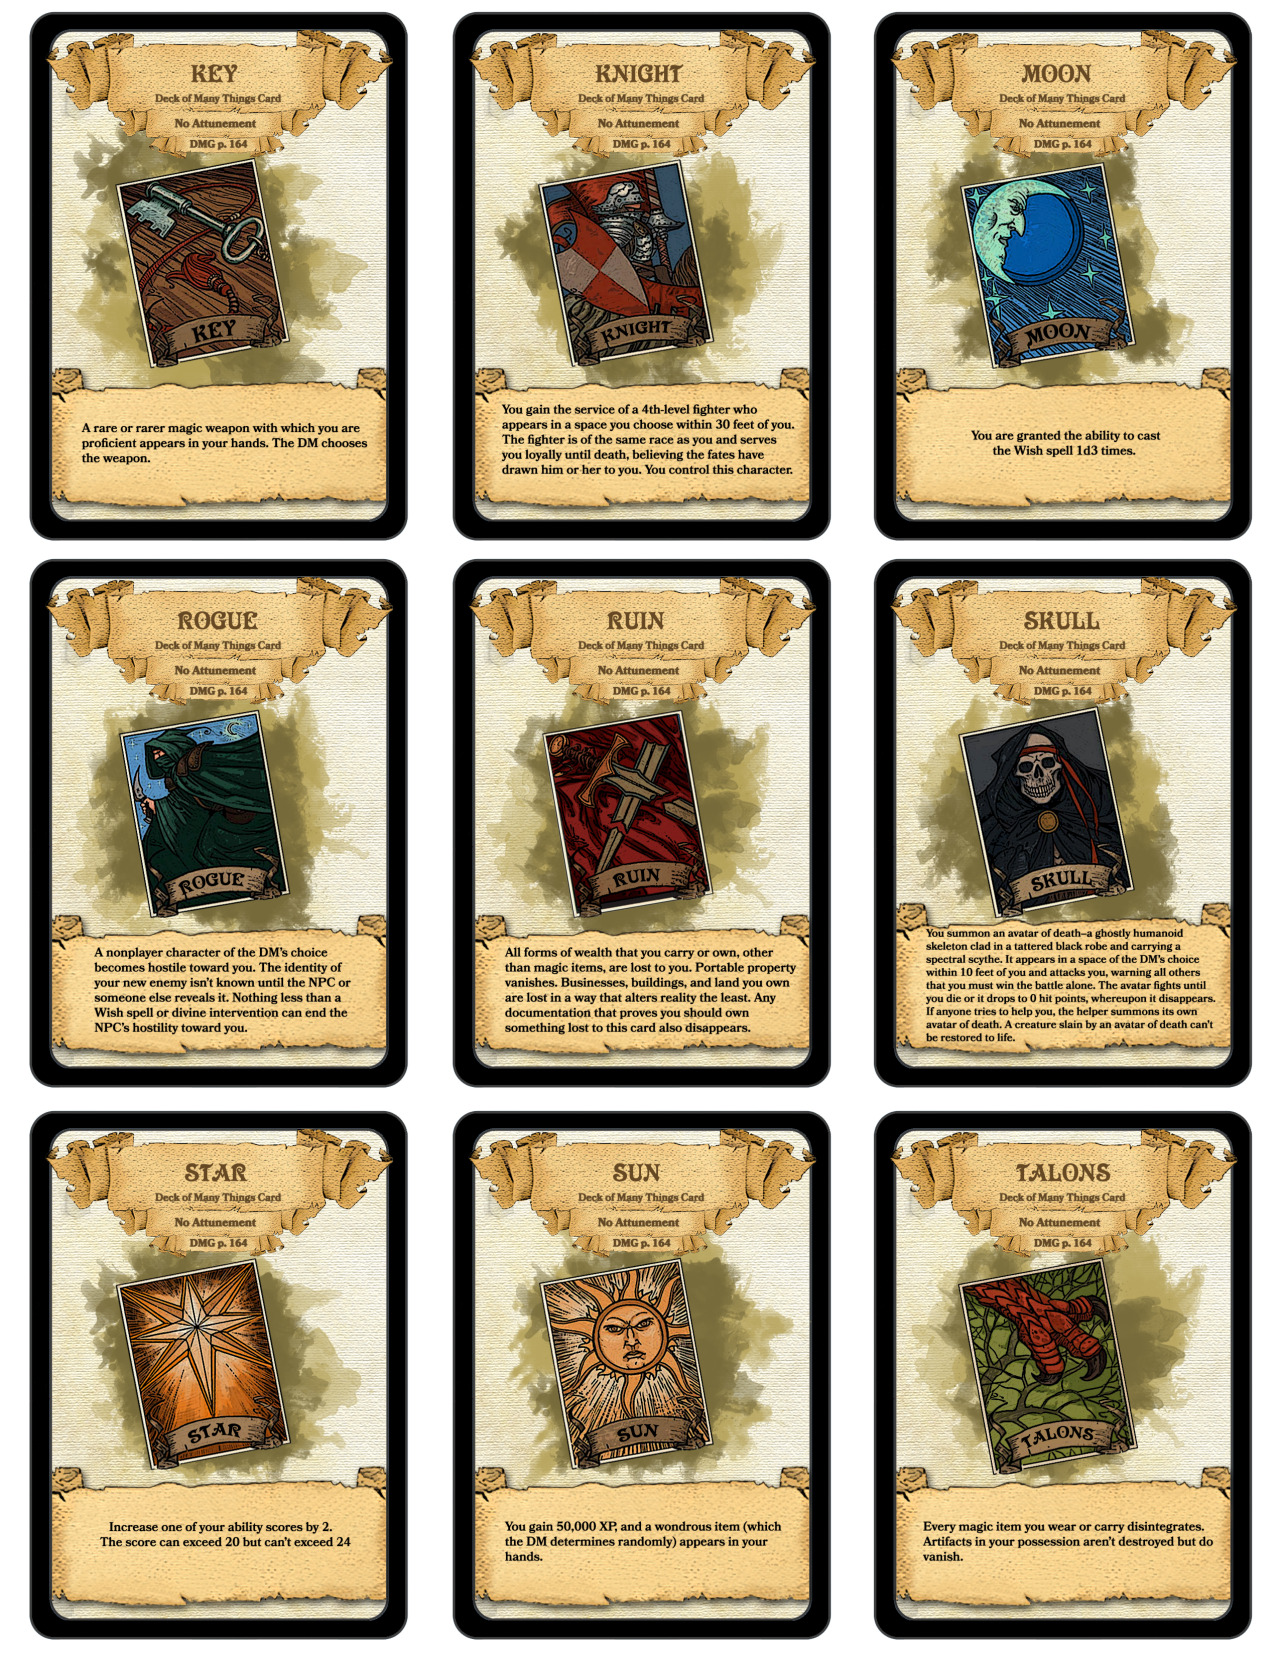 KEY
Deck of Many Things Card
No Attunement
DMG p. 164
KEY
A rare or rarer magic weapon with which you are
proficient appears in your hands. The DM chooses
the weapon.
KNIGHT
Deck of Many Things Card
No Attunement
DMG p. 164
KNIGHT
You gain the service of a 4th-level fighter who
appears in a space you choose within 30 feet of you.
The fighter is of the same race as you and serves
you loyally until death, believing the fates have
drawn him or her to you. You control this character.
MOON
Deck of Many Things Card
No Attunement
DMG p. 164
MOON
You are granted the ability to cast
the Wish spell 1d3 times.
ROGUE
Deck of Many Things Card
No Attunement
DMG p. 164
ROGUE
A nonplayer character of the DM's choice
becomes hostile toward you. The identity of
your new enemy isn't known until the NPC or
someone else reveals it. Nothing less than a
Wish spell or divine intervention can end the
NPC's hostility toward you.
RUIN
Deck of Many Things Card
No Attunement
DMG p. 164
RUIN
All forms of wealth that you carry or own, other
than magic items, are lost to you. Portable property
vanishes. Businesses, buildings, and land you own
are lost in a way that alters reality the least. Any
documentation that proves you should own
something lost to this card also disappears.
SKULL
Deck of Many Things Card
No Attunement
DMG p. 164
SKULL
You summon an avatar of death–a ghostly humanoid
skeleton clad in a tattered black robe and carrying a
spectral scythe. It appears in a space of the DM's choice
within 10 feet of you and attacks you, warning all others
that you must win the battle alone. The avatar fights until
you die or it drops to 0 hit points, whereupon it disappears.
If anyone tries to help you, the helper summons its own
avatar of death. A creature slain by an avatar of death can't
be restored to life.
STAR
Deck of Many Things Card
No Attunement
DMG p. 164
STAR
Increase one of your ability scores by 2.
The score can exceed 20 but can't exceed 24
SUN
Deck of Many Things Card
No Attunement
DMG p. 164
SUN
You gain 50,000 XP, and a wondrous item (which
the DM determines randomly) appears in your
hands.
TALONS
Deck of Many Things Card
No Attunement
DMG p. 164
TALONS
Every magic item you wear or carry disintegrates.
Artifacts in your possession aren't destroyed but do
vanish.